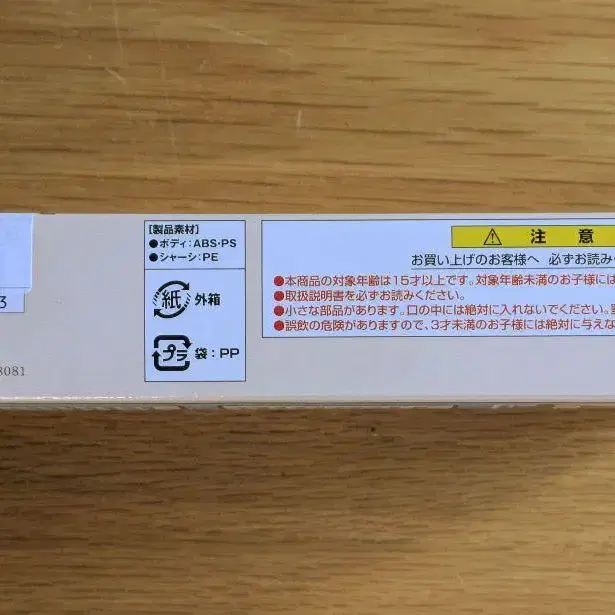 3
8081
【製品素材】
●ボディ:ABS・PS
●シャーシ:PE
紙 外箱
プラ 袋:PP
注 意
お買い上げのお客様へ 必ずお読み
●本商品の対象年齢は15才以上です。対象年齢未満のお子様には
●取扱説明書を必ずお読みください。
●小さな部品があります。口の中には絶対に入れないでください。
●誤飲の危険がありますので、3才未満のお子様には絶対に与え